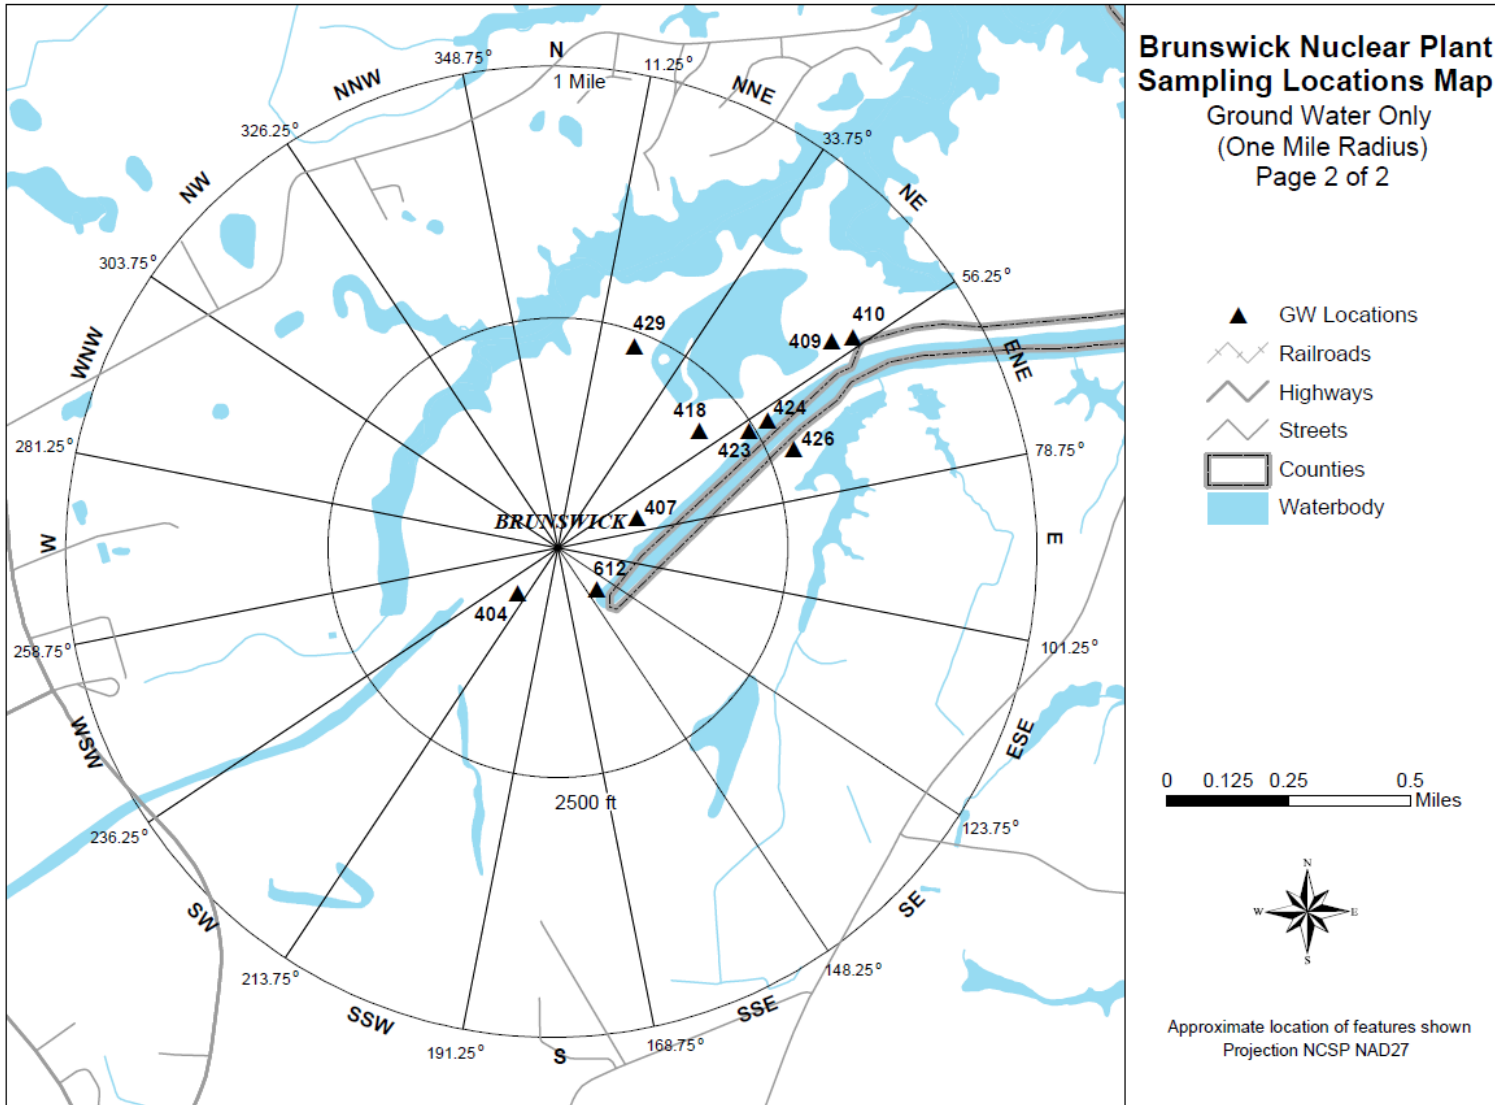 Brunswick Nuclear Plant
Sampling Locations Map
Ground Water Only
(One Mile Radius)
Page 2 of 2
N
348.75°
11.25°
1 Mile
NNW
NNE
326.25°
33.75°
NW
NE
303.75°
56.25°
429
410
409
WNW
ENE
418
424
281.25°
423
426
78.75°
407
BRUNSWICK
W
E
612
404
258.75°
101.25°
WSW
ESE
2500 ft
236.25°
123.75°
SW
SE
213.75°
148.25°
SSW
SSE
191.25°
168.75°
S
GW Locations
Railroads
Highways
Streets
Counties
Waterbody
0 0.125 0.25 0.5
Miles
N
W E
S
Approximate location of features shown
Projection NCSP NAD27